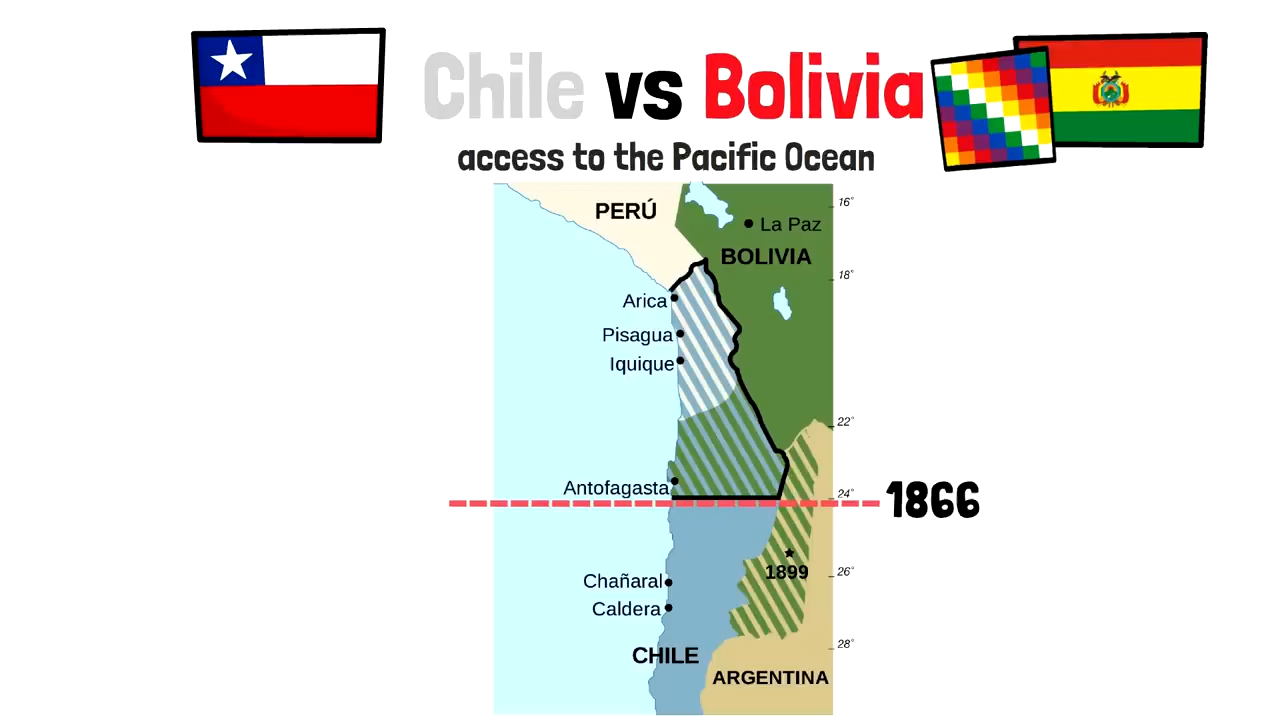 Chile vs Bolivia
access to the Pacific Ocean
PERÚ
16°
La Paz
BOLIVIA
18°
Arica
Pisagua
Iquique
22°
Antofagasta
24°
1866
1899
26°
Chañaral
Caldera
28°
CHILE
ARGENTINA